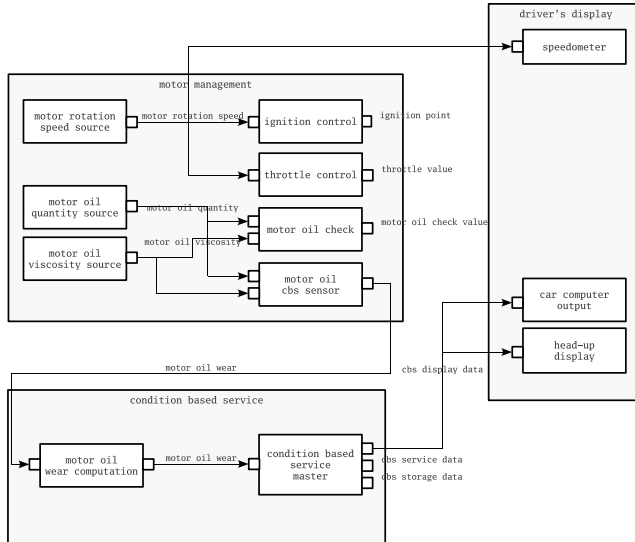 driver's display
speedometer
motor management
motor rotation
speed source
motor rotation speed
ignition control
ignition point
throttle control
throttle value
motor oil
quantity source
motor oil quantity
motor oil check
motor oil check value
motor oil
viscosity source
motor oil viscosity
motor oil
cbs sensor
car computer
output
head-up
display
motor oil wear
cbs display data
condition based service
motor oil
wear computation
motor oil wear
condition based
service
master
cbs service data
cbs storage data